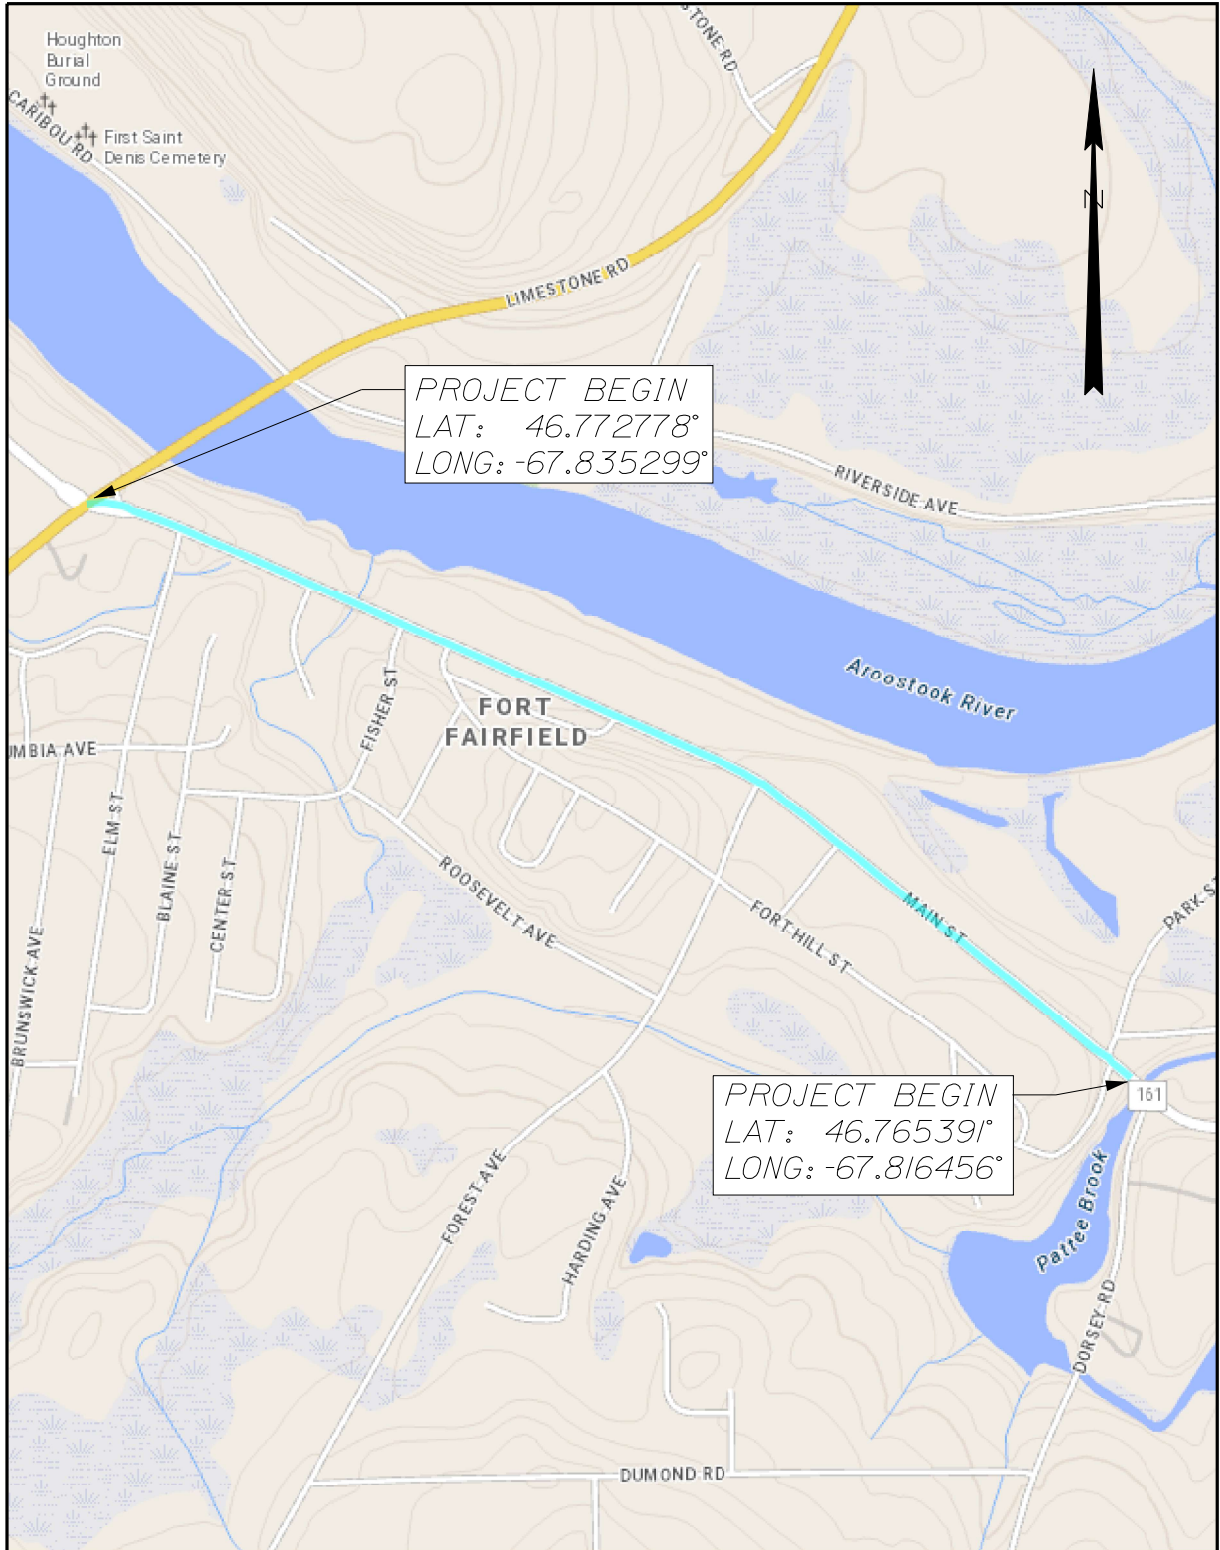 Houghton
Burial
Ground
CARIBOU RD
First Saint
Denis Cemetery
STONE RD
N
LIMESTONE RD
PROJECT BEGIN
LAT: 46.772778°
LONG: -67.835299°
RIVERSIDE AVE
Aroostook River
FISHER ST
FORT
FAIRFIELD
UMBIA AVE
ELM ST
BLAINE ST
CENTER ST
BRUNSWICK AVE
ROOSEVELT AVE
FORT HILL ST
MAIN ST
PARK S
PROJECT BEGIN
LAT: 46.765391°
LONG: -67.816456°
161
Pattee Brook
FOREST AVE
HARDING AVE
DORSEY RD
DUMOND RD